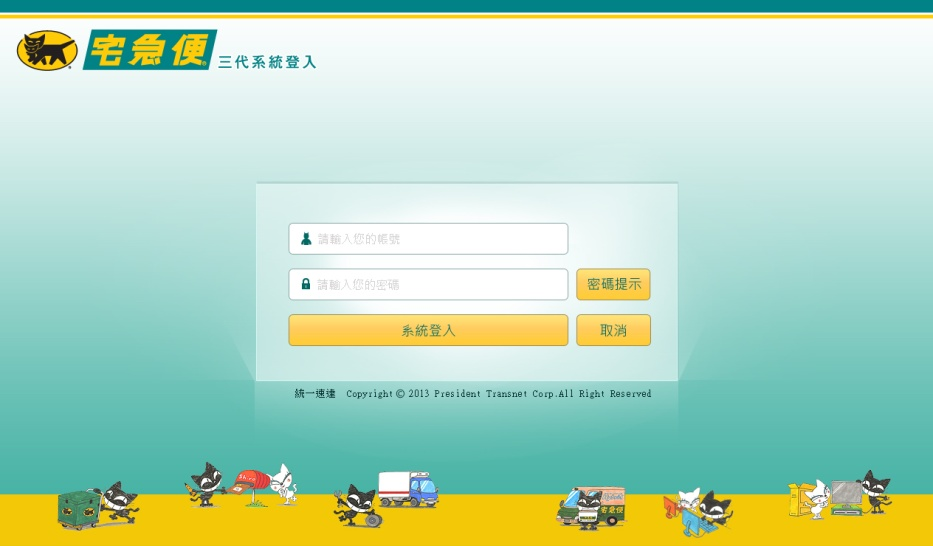 宅急便
三代系統登入
請輸入您的帳號
請輸入您的密碼
密碼提示
系統登入
取消
統一速達 Copyright © 2013 President Transnet Corp.All Right Reserved
宅急便